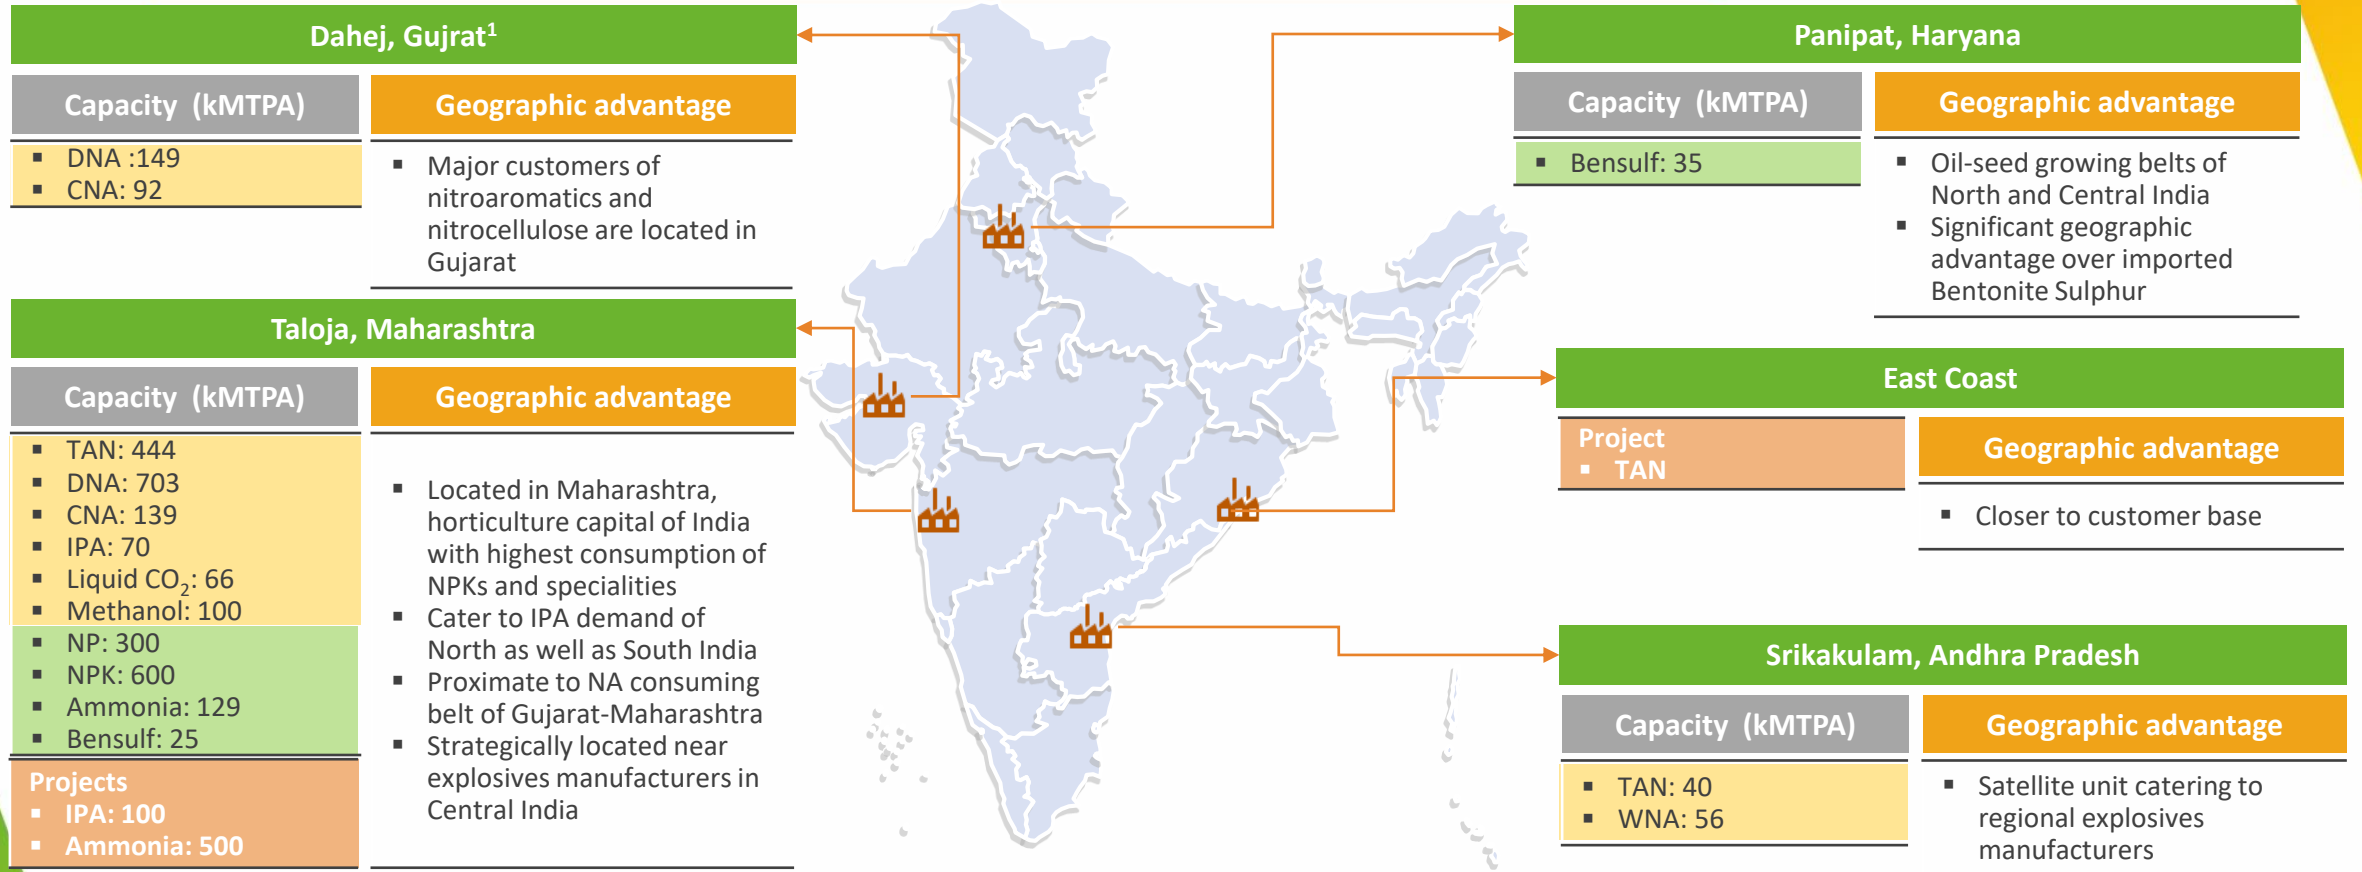 Dahej, Gujrat¹
Capacity (kMTPA)
Geographic advantage
▪ DNA :149
▪ CNA: 92
▪ Major customers of
nitroaromatics and
nitrocellulose are located in
Gujarat
Taloja, Maharashtra
Capacity (kMTPA)
Geographic advantage
▪ TAN: 444
▪ DNA: 703
▪ CNA: 139
▪ IPA: 70
▪ Liquid CO₂: 66
▪ Methanol: 100
▪ NP: 300
▪ NPK: 600
▪ Ammonia: 129
▪ Bensulf: 25
Projects
▪ IPA: 100
▪ Ammonia: 500
▪ Located in Maharashtra,
horticulture capital of India
with highest consumption of
NPKs and specialities
▪ Cater to IPA demand of
North as well as South India
▪ Proximate to NA consuming
belt of Gujarat-Maharashtra
▪ Strategically located near
explosives manufacturers in
Central India
Panipat, Haryana
Capacity (kMTPA)
Geographic advantage
▪ Bensulf: 35
▪ Oil-seed growing belts of
North and Central India
▪ Significant geographic
advantage over imported
Bentonite Sulphur
East Coast
Project
▪ TAN
Geographic advantage
▪ Closer to customer base
Srikakulam, Andhra Pradesh
Capacity (kMTPA)
Geographic advantage
▪ TAN: 40
▪ WNA: 56
▪ Satellite unit catering to
regional explosives
manufacturers